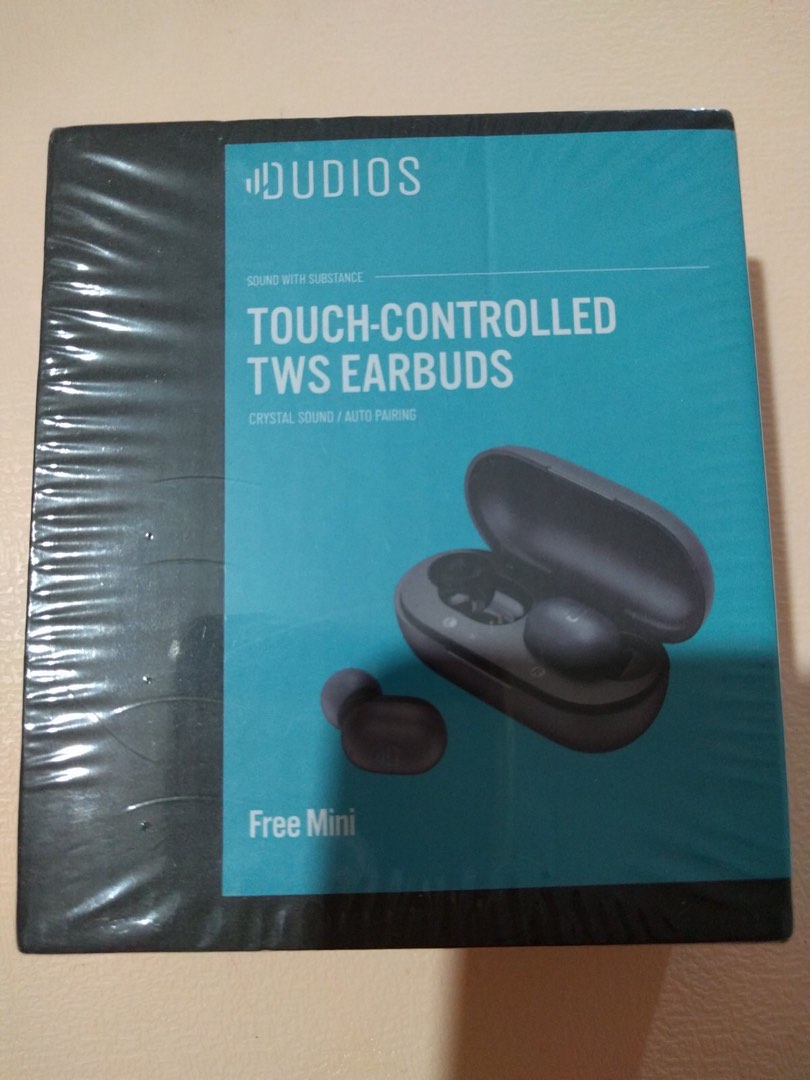 DUDIOS
SOUND WITH SUBSTANCE
TOUCH-CONTROLLED
TWS EARBUDS
CRYSTAL SOUND / AUTO PAIRING
Free Mini